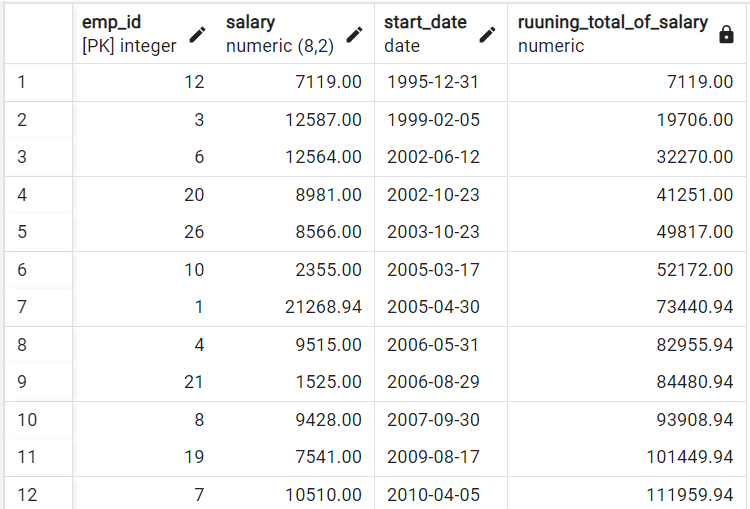 emp_id salary start_date ruuning_total_of_salary
[PK] integer numeric (8,2) date numeric
1 12 7119.00 1995-12-31 7119.00
2 3 12587.00 1999-02-05 19706.00
3 6 12564.00 2002-06-12 32270.00
4 20 8981.00 2002-10-23 41251.00
5 26 8566.00 2003-10-23 49817.00
6 10 2355.00 2005-03-17 52172.00
7 1 21268.94 2005-04-30 73440.94
8 4 9515.00 2006-05-31 82955.94
9 21 1525.00 2006-08-29 84480.94
10 8 9428.00 2007-09-30 93908.94
11 19 7541.00 2009-08-17 101449.94
12 7 10510.00 2010-04-05 111959.94